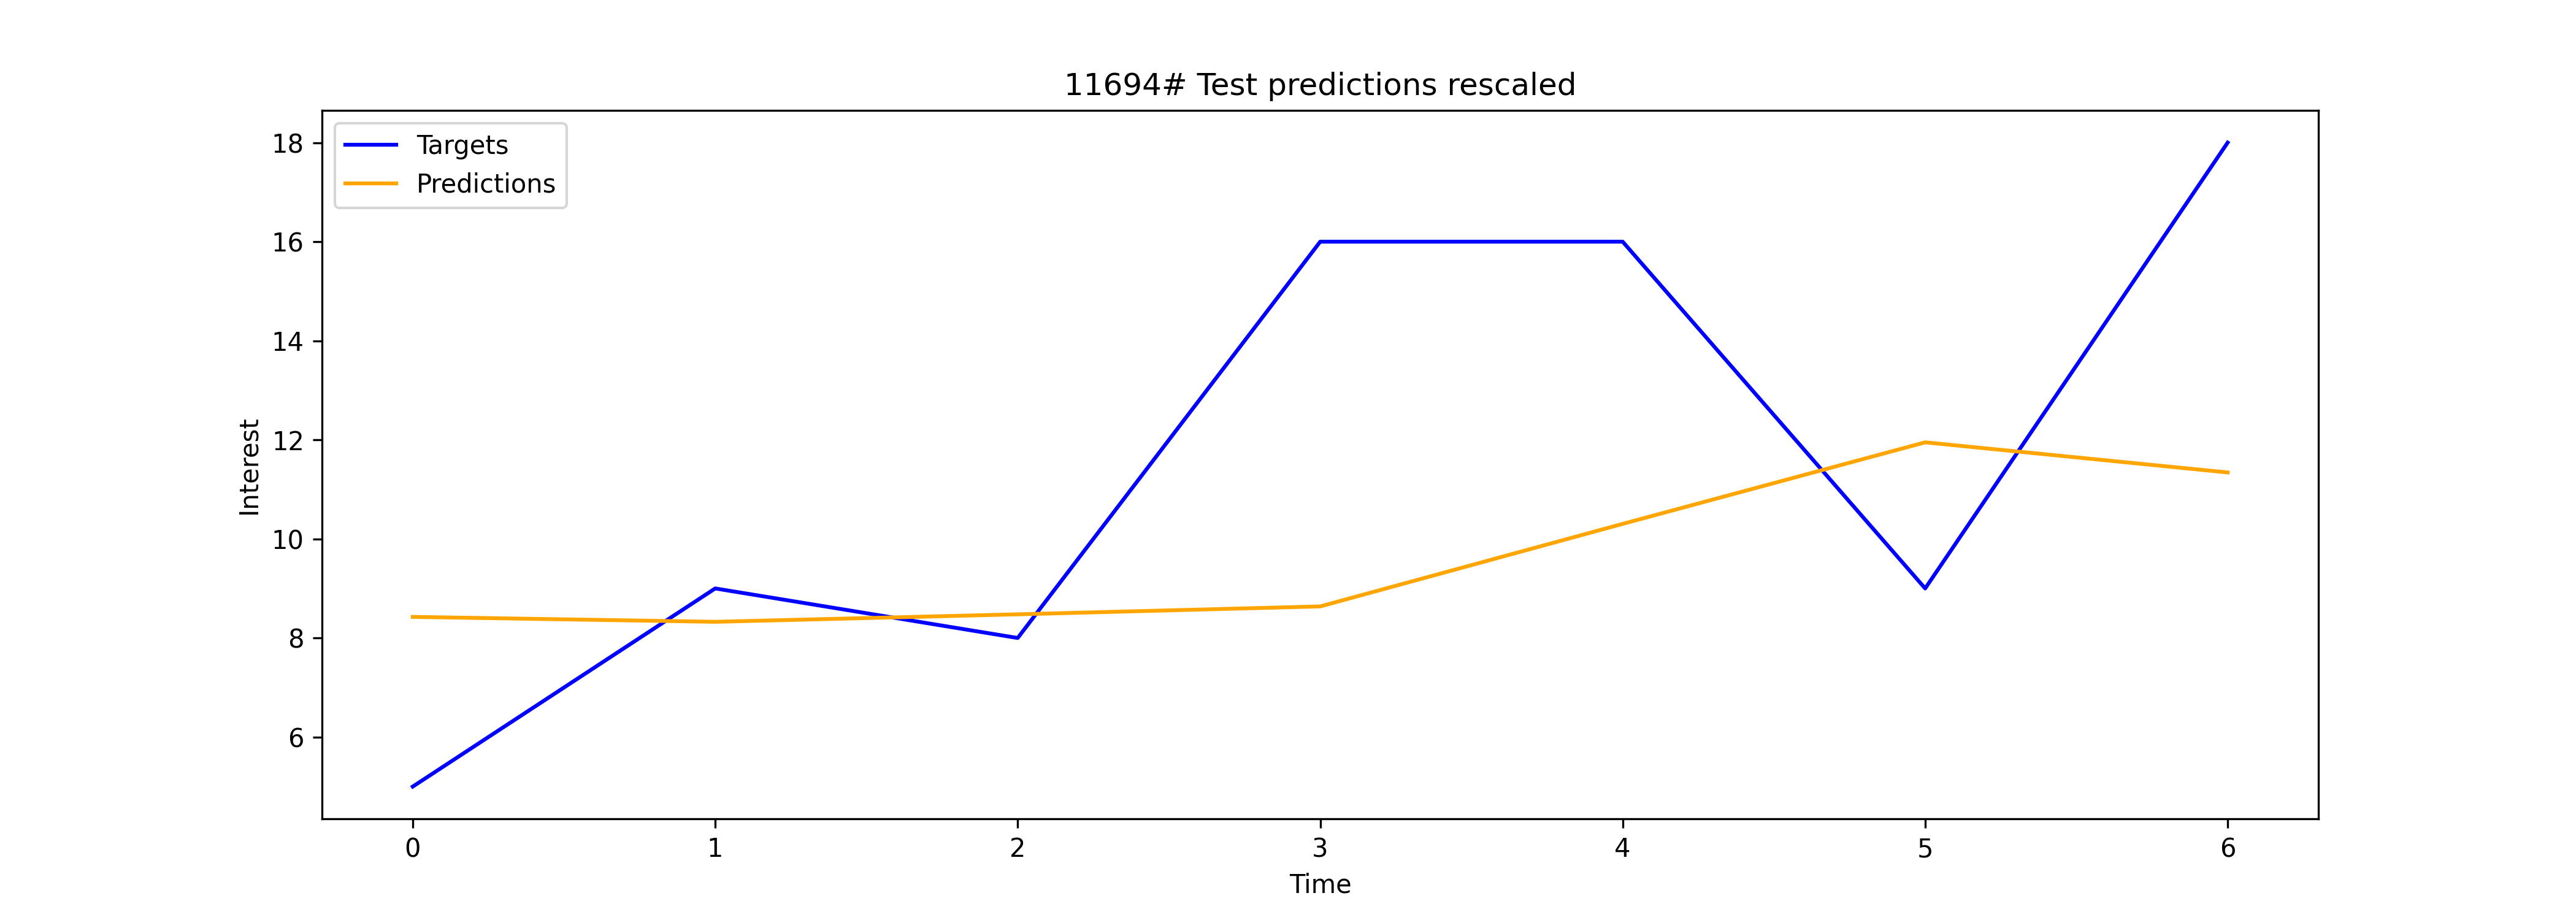 11694# Test predictions rescaled
Targets
Predictions
18
16
14
12
10
8
6
Interest
0 1 2 3 4 5 6
Time